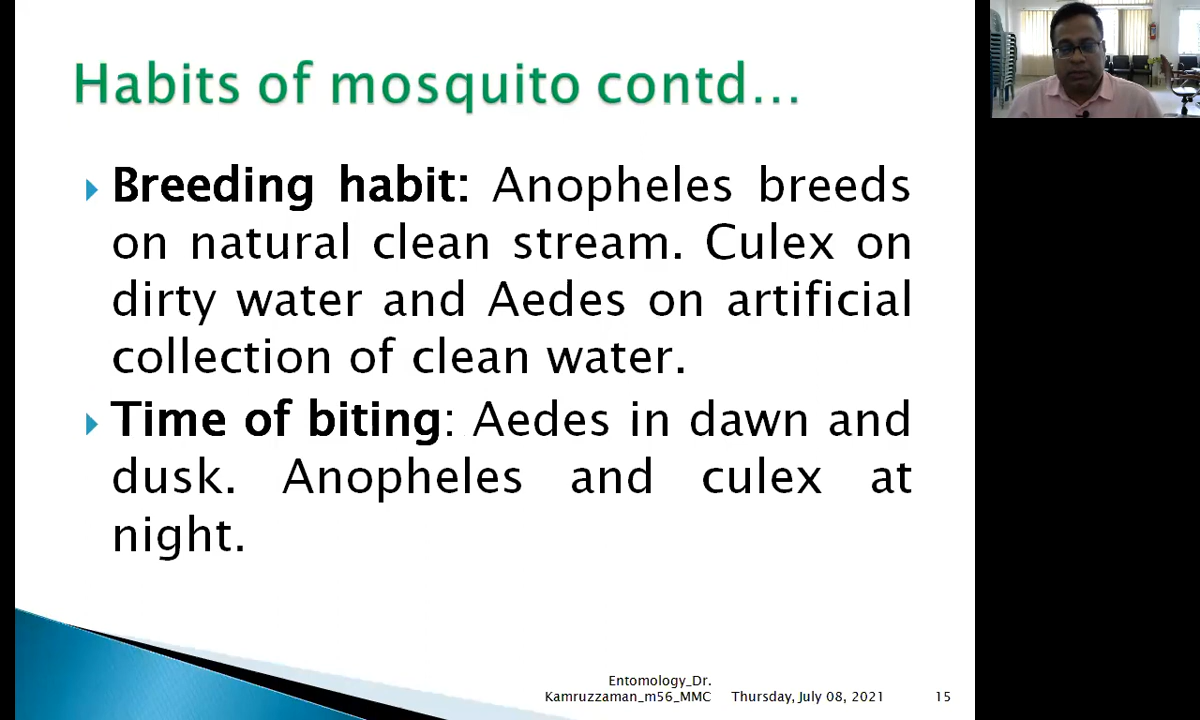 Habits of mosquito contd...
Breeding habit: Anopheles breeds
on natural clean stream. Culex on
dirty water and Aedes on artificial
collection of clean water.
Time of biting: Aedes in dawn and
dusk. Anopheles and culex at
night.
Entomology_Dr.
Kamruzzaman_m56_MMC Thursday, July 08, 2021 15